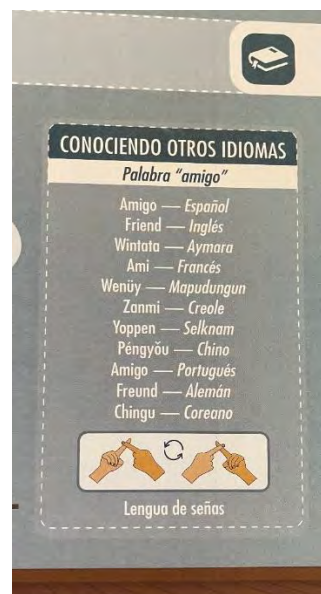 CONOCIENDO OTROS IDIOMAS
Palabra "amigo"
Amigo — Español
Friend — Inglés
Wintata — Aymara
Ami — Francés
Wenüy — Mapudungun
Zanmi — Creole
Yoppen — Selknam
Péngyǒu — Chino
Amigo — Portugués
Freund — Alemán
Chingu — Coreano
Lengua de señas